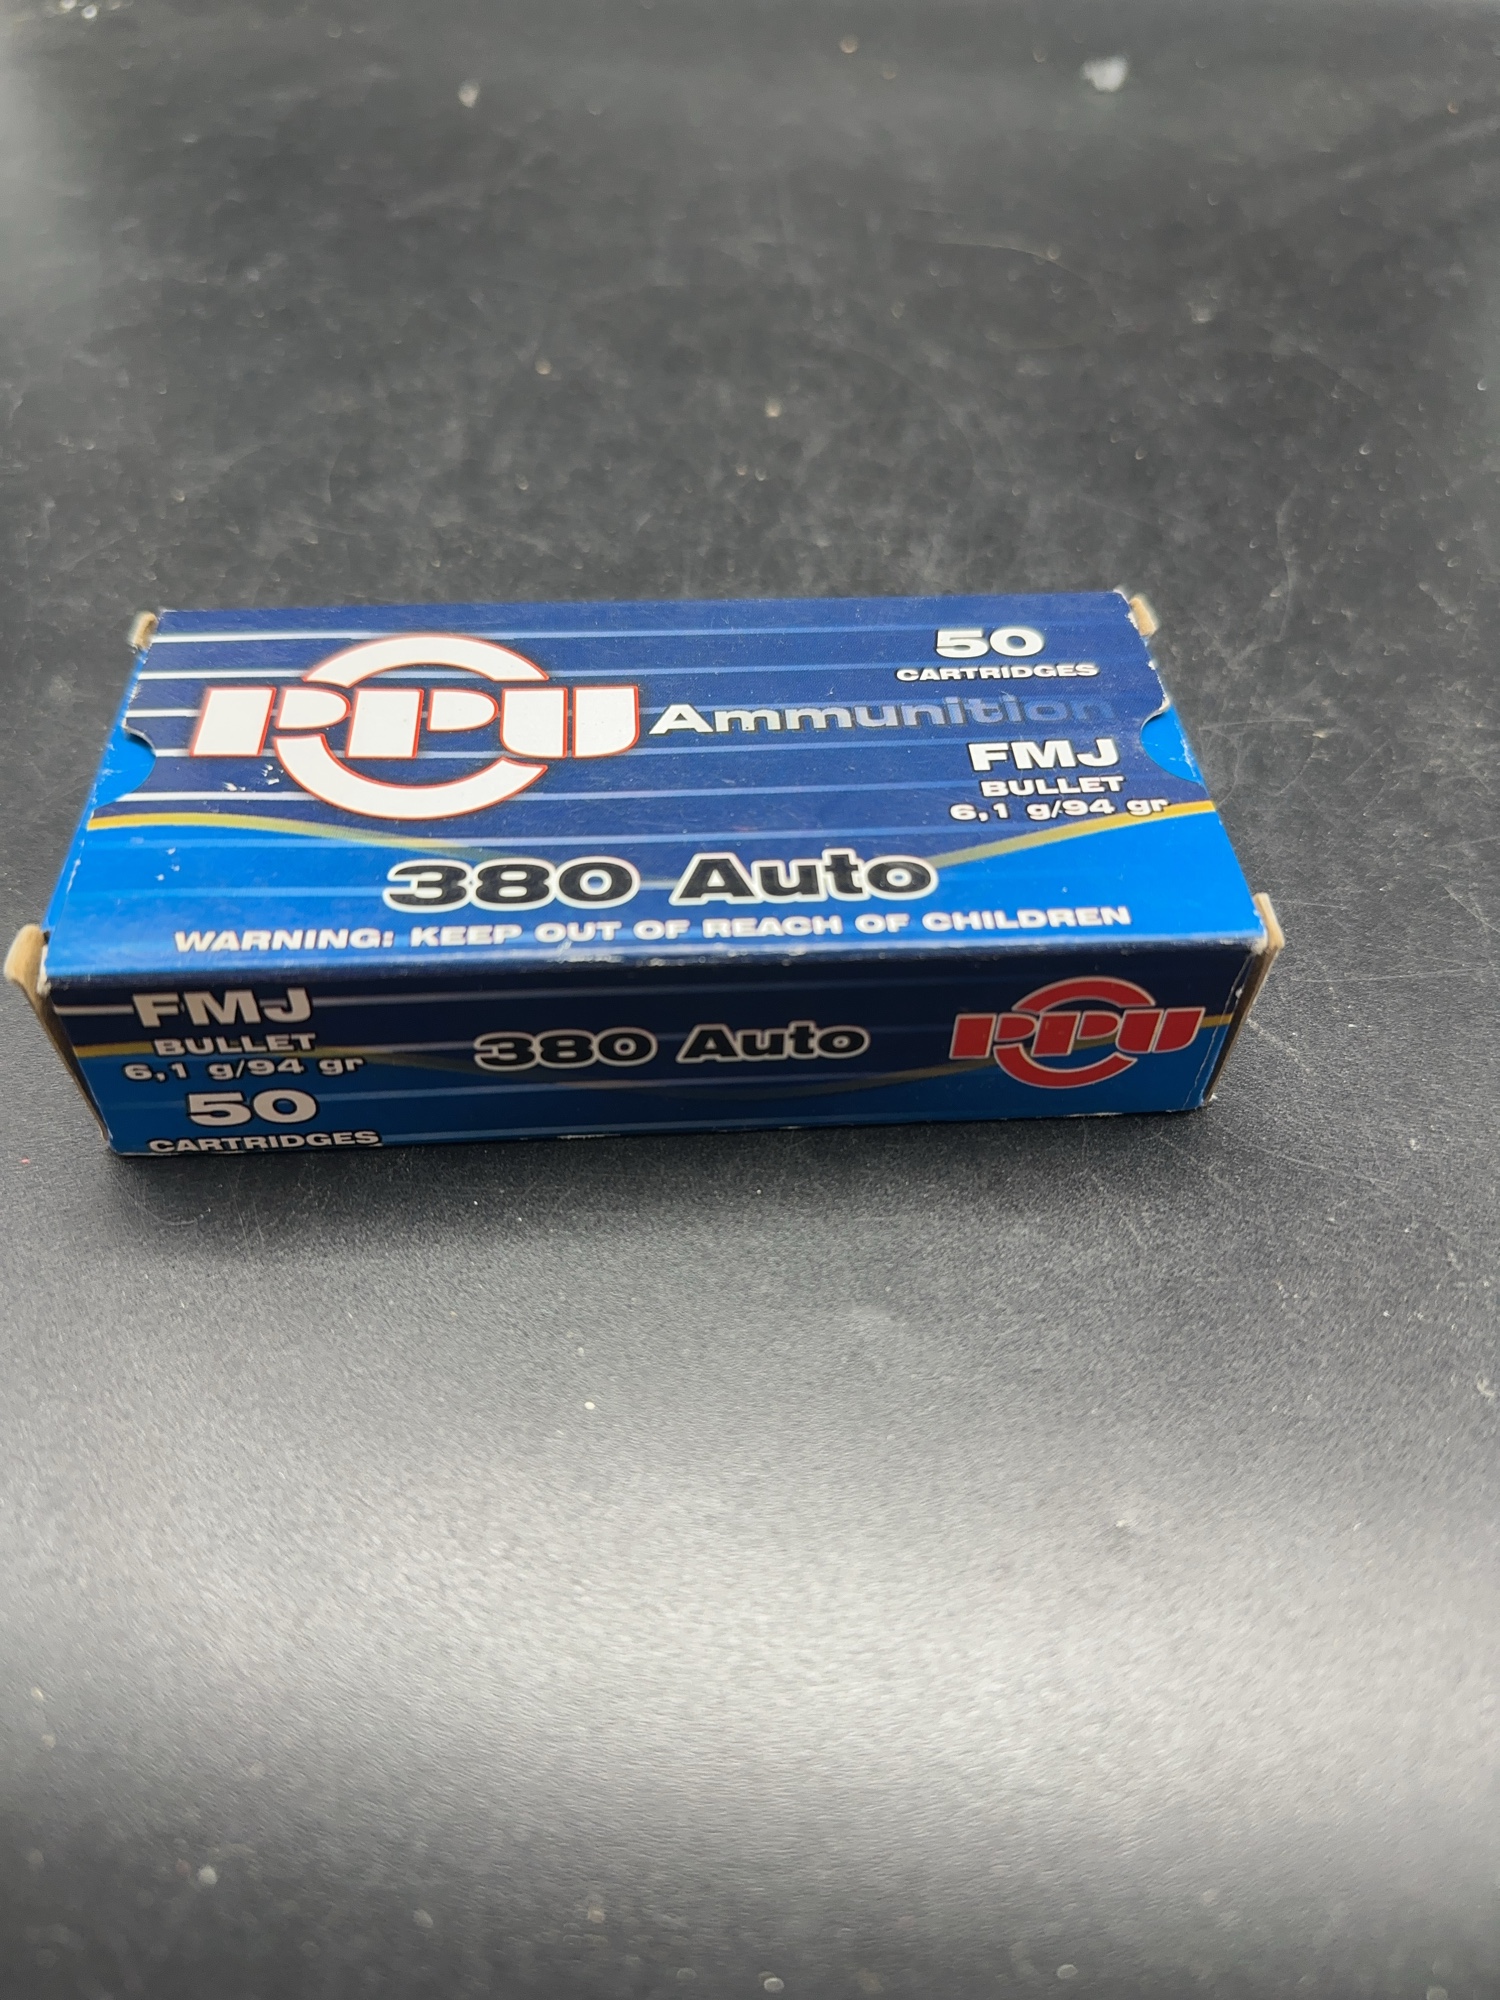 50
CARTRIDGES
PPU Ammunition
FMJ
BULLET
6,1 g/94 gr
380 Auto
WARNING: KEEP OUT OF REACH OF CHILDREN
FMJ
BULLET
6,1 g/94 gr
50
CARTRIDGES
380 Auto
PPU